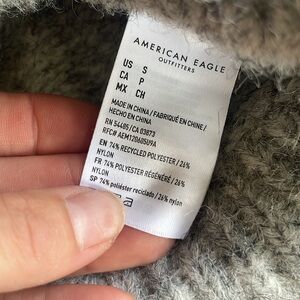 AMERICAN EAGLE
OUTFITTERS
US S
CA P
MX CH
MADE IN CHINA / FABRIQUÉ EN CHINE /
HECHO EN CHINA
RN 54485/CA 03873
RFC# AEM120605U9A
EN 74% RECYCLED POLYESTER / 26%
NYLON
FR 74% POLYESTER RÉGÉNÉRÉ / 26%
NYLON
SP 74% poliéster reciclado / 26% nylon